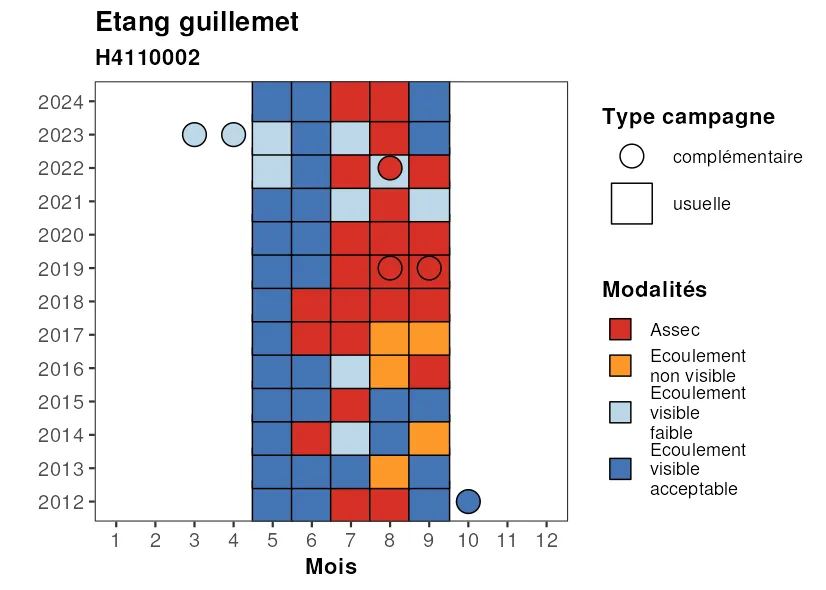 Etang guillemet
H4110002
2024
2023
2022
2021
2020
2019
2018
2017
2016
2015
2014
2013
2012
1 2 3 4 5 6 7 8 9 10 11 12
Mois
Type campagne
complémentaire
usuelle
Modalités
Assec
Ecoulement
non visible
Ecoulement
visible
faible
Ecoulement
visible
acceptable